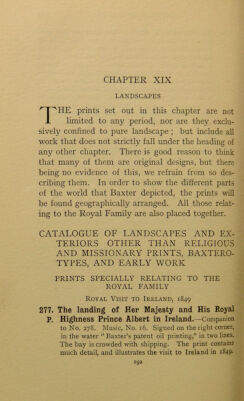 CHAPTER XIX
LANDSCAPES
THE prints set out in this chapter are not
limited to any period, nor are they exclu-
sively confined to pure landscape; but include all
work that does not strictly fall under the heading of
any other chapter. There is good reason to think
that many of them are original designs, but there
being no evidence of this, we refrain from so des-
cribing them. In order to show the different parts
of the world that Baxter depicted, the prints will
be found geographically arranged. All those relat-
ing to the Royal Family are also placed together.
CATALOGUE OF LANDSCAPES AND EX-
TERIORS OTHER THAN RELIGIOUS
AND MISSIONARY PRINTS, BAXTERO-
TYPES, AND EARLY WORK
PRINTS SPECIALLY RELATING TO THE
ROYAL FAMILY
ROYAL VISIT TO IRELAND, 1849
277. The landing of Her Majesty and His Royal
P. Highness Prince Albert in Ireland.—Companion
to No. 278. Music, No. 16. Signed on the right corner,
in the water "Baxter's patent oil printing," in two lines.
The bay is crowded with shipping. The print contains
much detail, and illustrates the visit to Ireland in 1849.
192